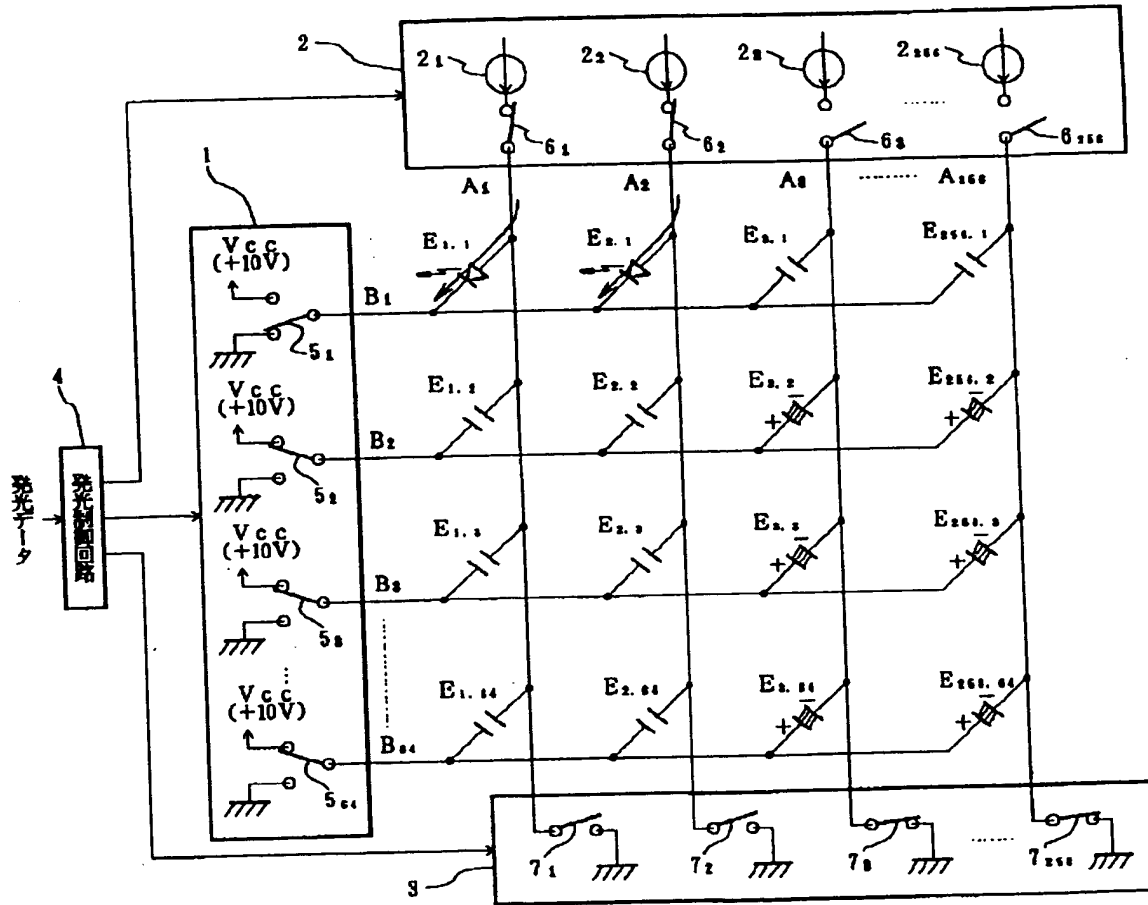 2
2₁
2₂
2₃
2₂₅₆
6₁
6₂
6₃
6₂₅₆
1
A₁
A₂
A₃
A₂₅₆
Vcc
(+10V)
E₁.₁
E₂.₁
E₃.₁
E₂₅₆.₁
B₁
5₁
4
Vcc
(+10V)
E₁.₂
E₂.₂
E₃.₂
E₂₅₆.₂
+ −
+ −
B₂
5₂
発光データ
発光制御回路
Vcc
(+10V)
E₁.₃
E₂.₃
E₃.₃
E₂₅₆.₃
+ −
+ −
B₃
5₃
Vcc
(+10V)
E₁.₆₄
E₂.₆₄
E₃.₆₄
E₂₅₆.₆₄
+ −
+ −
B₆₄
5₆₄
7₁
7₂
7₃
7₂₅₆
3